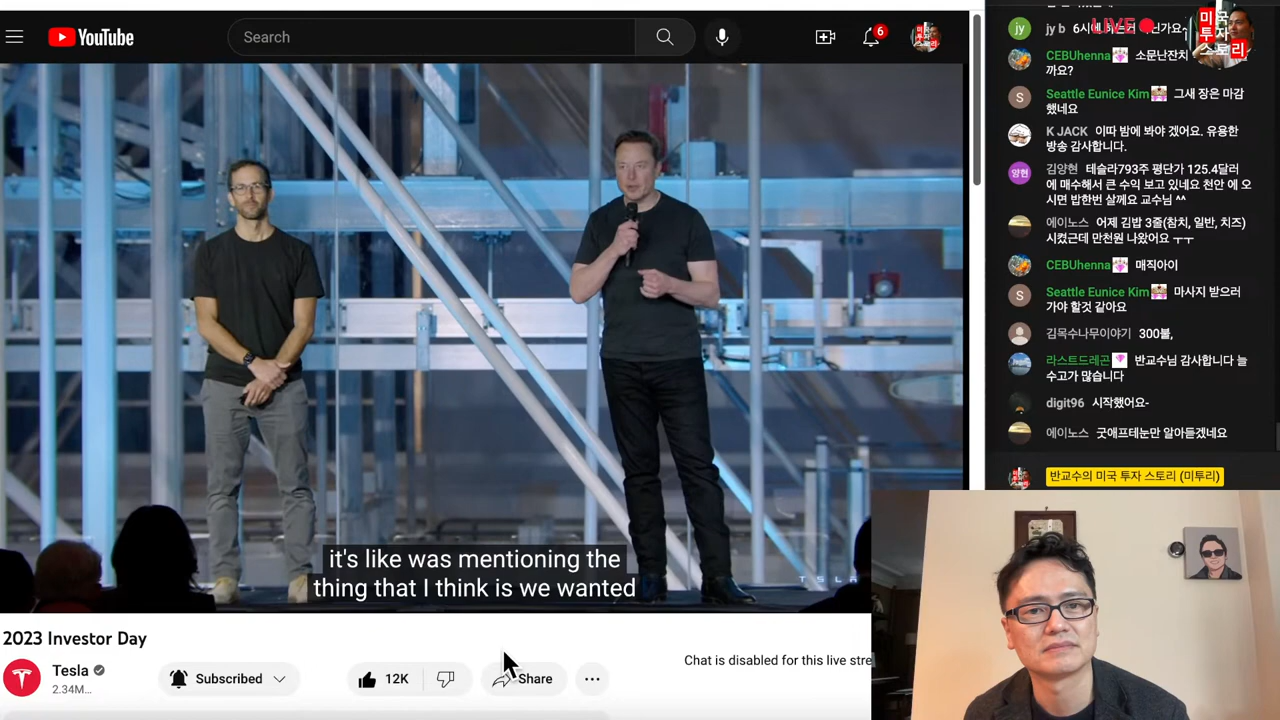 YouTube
Search
6
it's like was mentioning the
thing that I think is we wanted
TESLA
2023 Investor Day
Tesla
2.34M...
Subscribed
12K
Share
Chat is disabled for this live stre
LIVE
미국
투자
스토리
jy
jy b 6시에
CEBUhenna 소문난잔치
까요?
S
Seattle Eunice Kim 그새 장은 마감
했네요
K JACK 이따 밤에 봐야 겠어요. 유용한
방송 감사합니다.
양현
김양현 테슬라793주 평단가 125.4달러
에 매수해서 큰 수익 보고 있네요 천안 에 오
시면 밥한번 살께요 교수님 ^^
에이노스 어제 김밥 3줄(참치, 일반, 치즈)
시켰은데 만천원 나왔어요 ㅜㅜ
CEBUhenna 매직아이
S
Seattle Eunice Kim 마사지 받으러
가야 할것 같아요
김목수나무이야기 300불,
라스트드레곤 반교수님 감사합니다 늘
수고가 많습니다
digit96 시작했어요-
에이노스 굿애프테눈만 알아듣겠네요
반교수의 미국 투자 스토리 (미투리)